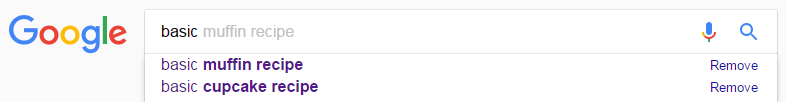 Google basic muffin recipe
basic muffin recipe Remove
basic cupcake recipe Remove